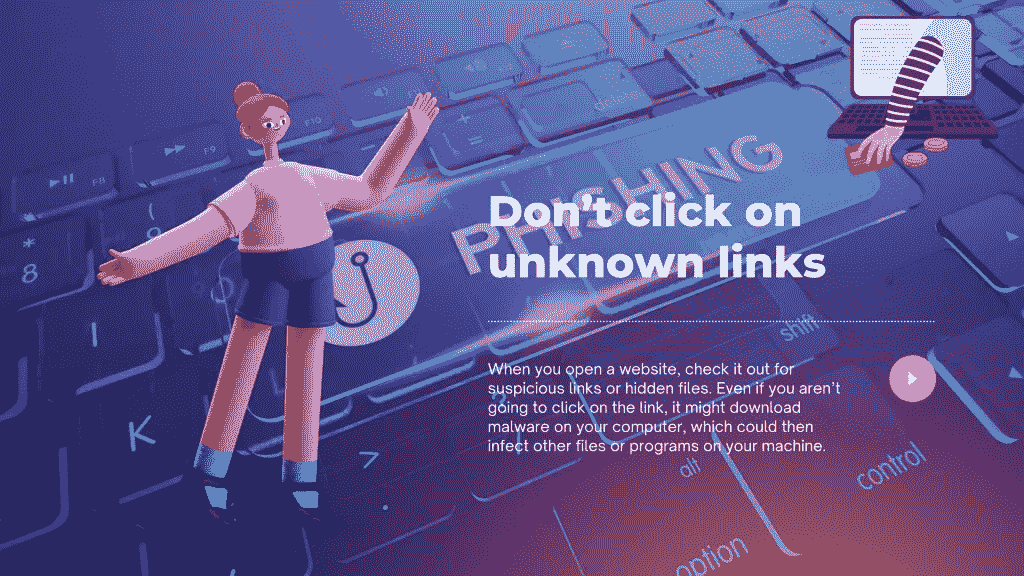 delete
F10
F9
F8
+
=
*
8
PHISHING
Don't click on
unknown links
I
shift
When you open a website, check it out for
suspicious links or hidden files. Even if you aren't
going to click on the link, it might download
malware on your computer, which could then
infect other files or programs on your machine.
K
>
alt
control
option